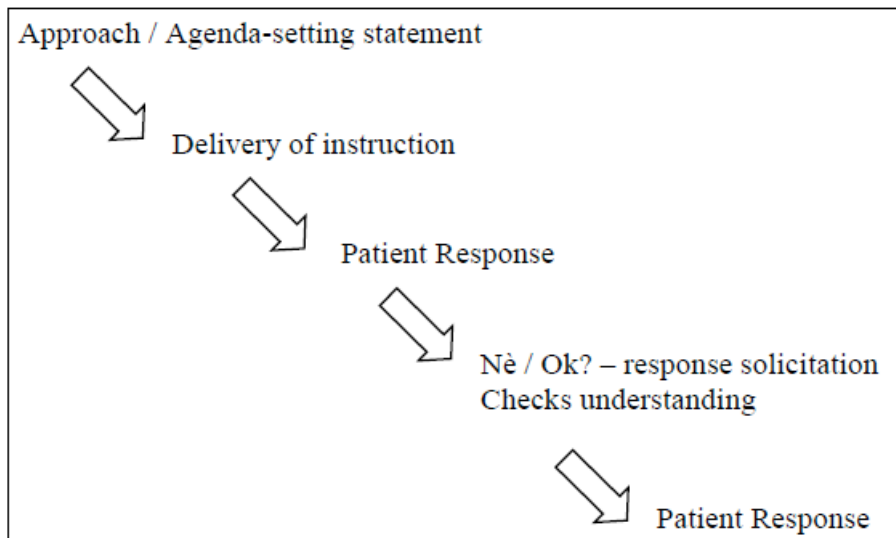 Approach / Agenda-setting statement
Delivery of instruction
Patient Response
Nè / Ok? – response solicitation
Checks understanding
Patient Response